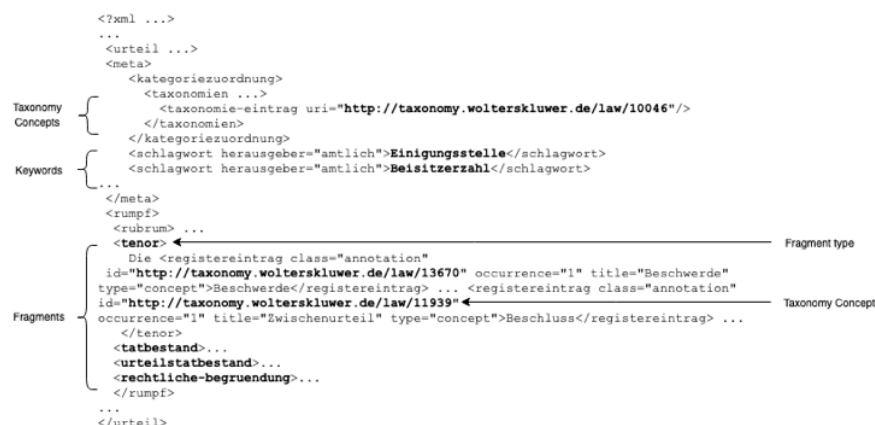 <?xml ...>
...
<urteil ...>
<meta>
<kategoriezuordnung>
<taxonomien ...>
Taxonomy Concepts
<taxonomie-eintrag uri="http://taxonomy.wolterskluwer.de/law/10046"/>
</taxonomien>
</kategoriezuordnung>
Keywords
<schlagwort herausgeber="amtlich">Einigungsstelle</schlagwort>
<schlagwort herausgeber="amtlich">Beisitzerzahl</schlagwort>
...
</meta>
<rumpf>
<rubrum> ...
<tenor>
Fragment type
Die <registereintrag class="annotation"
id="http://taxonomy.wolterskluwer.de/law/13670" occurrence="1" title="Beschwerde"
type="concept">Beschwerde</registereintrag> ... <registereintrag class="annotation"
id="http://taxonomy.wolterskluwer.de/law/11939"
Taxonomy Concept
Fragments
occurrence="1" title="Zwischenurteil" type="concept">Beschluss</registereintrag> ...
</tenor>
<tatbestand>...
<urteilstatbestand>...
<rechtliche-begruendung>...
</rumpf>
...
</urteil>